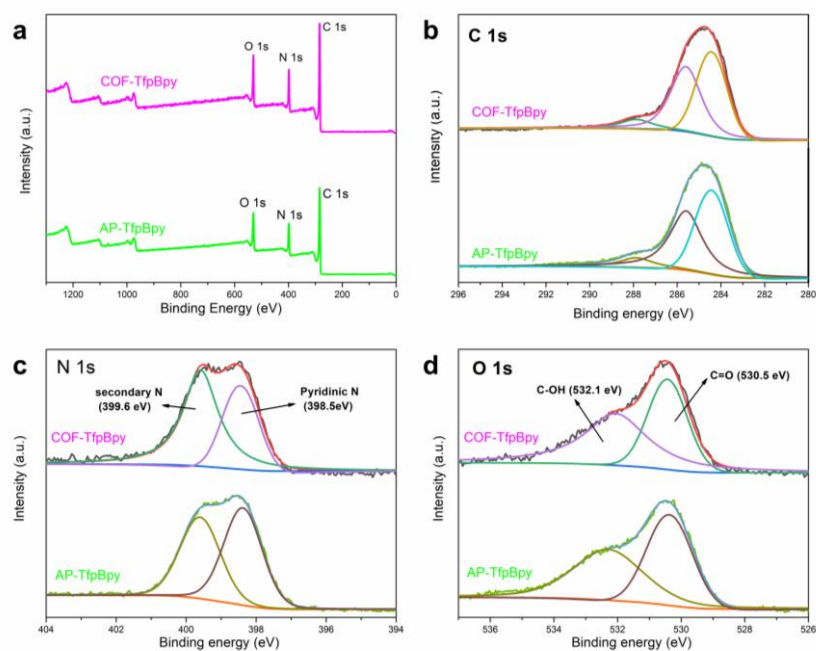 a
C 1s
O 1s
N 1s
COF-TfpBpy
C 1s
O 1s
N 1s
AP-TfpBpy
Intensity (a.u.)
1200 1000 800 600 400 200 0
Binding Energy (eV)
b
C 1s
COF-TfpBpy
AP-TfpBpy
Intensity (a.u.)
296 294 292 290 288 286 284 282 280
Binding Energy (eV)
c
N 1s
secondary N
(399.6 eV)
Pyridinic N
(398.5eV)
COF-TfpBpy
AP-TfpBpy
Intensity (a.u.)
404 402 400 398 396 394
Binding energy (eV)
d
O 1s
C-OH (532.1 eV)
C=O (530.5 eV)
COF-TfpBpy
AP-TfpBpy
Intensity (a.u.)
536 534 532 530 528 526
Binding energy (eV)